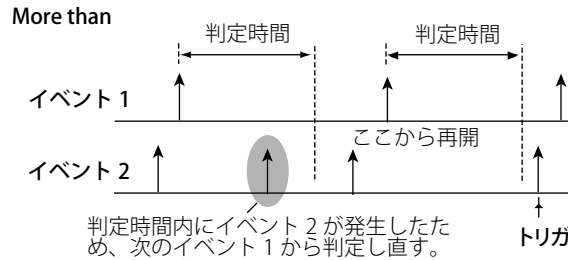 More than
判定時間 判定時間
イベント 1
ここから再開
イベント 2
判定時間内にイベント 2 が発生したた
め、次のイベント 1 から判定し直す。
トリガ